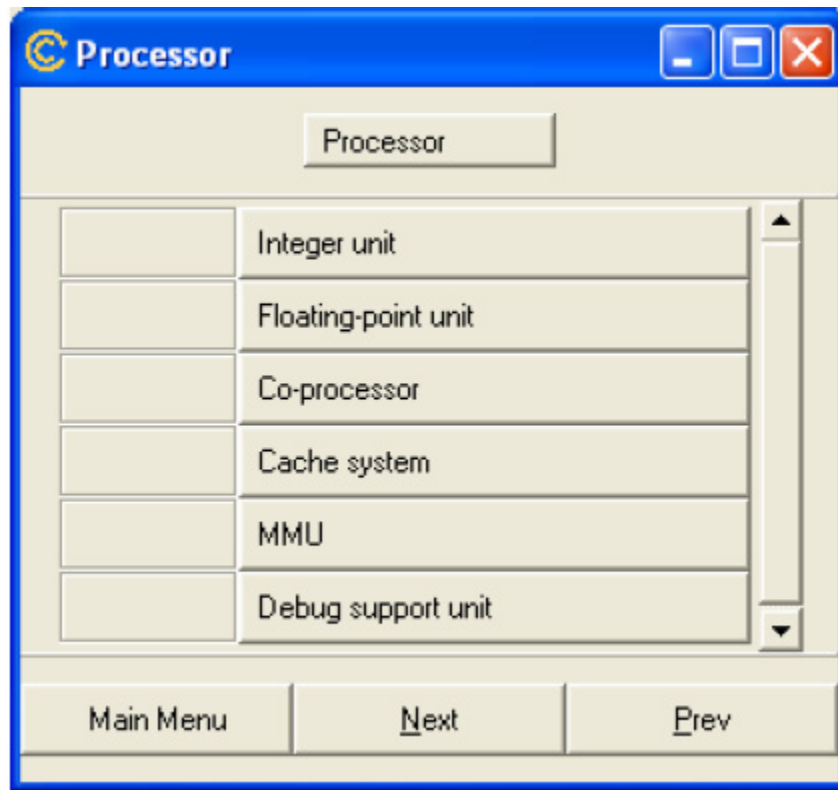 Processor
Processor
Integer unit
Floating-point unit
Co-processor
Cache system
MMU
Debug support unit
Main Menu Next Prev